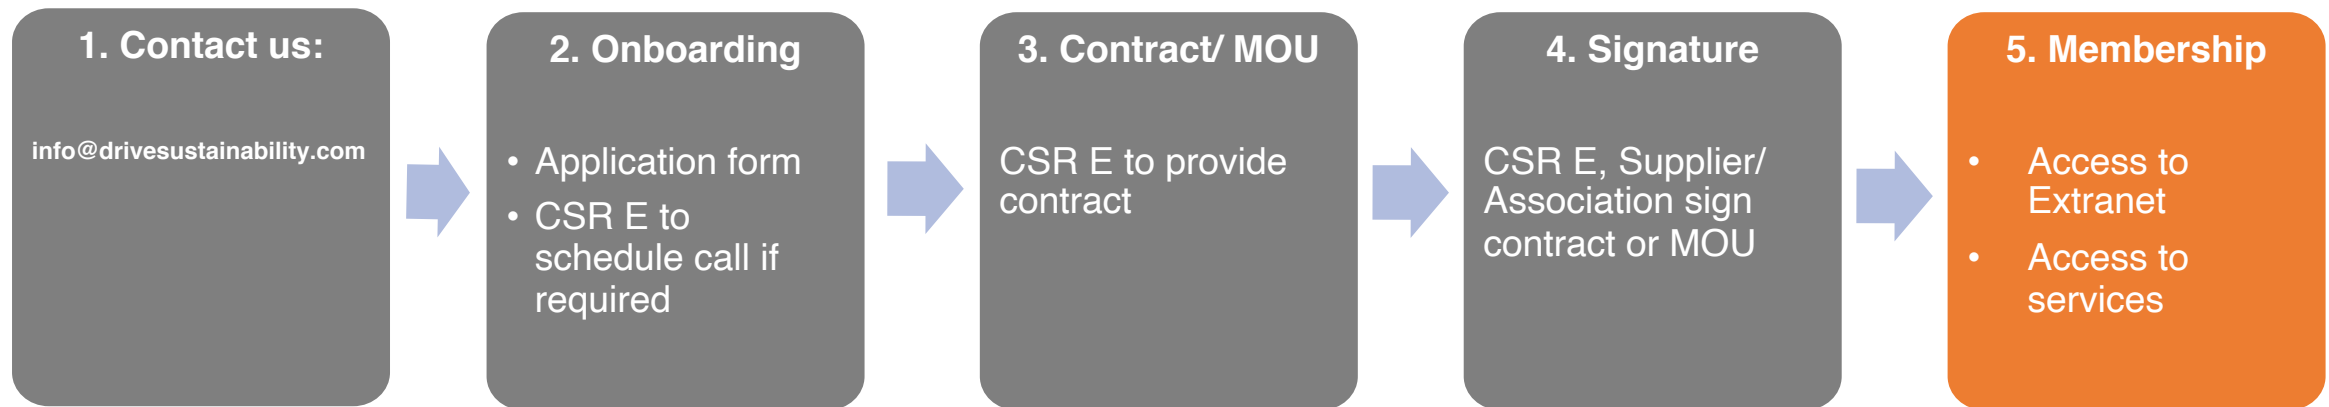 1. Contact us:
info@drivesustainability.com
2. Onboarding
• Application form
• CSR E to
schedule call if
required
3. Contract/ MOU
CSR E to provide
contract
4. Signature
CSR E, Supplier/
Association sign
contract or MOU
5. Membership
• Access to
Extranet
• Access to
services